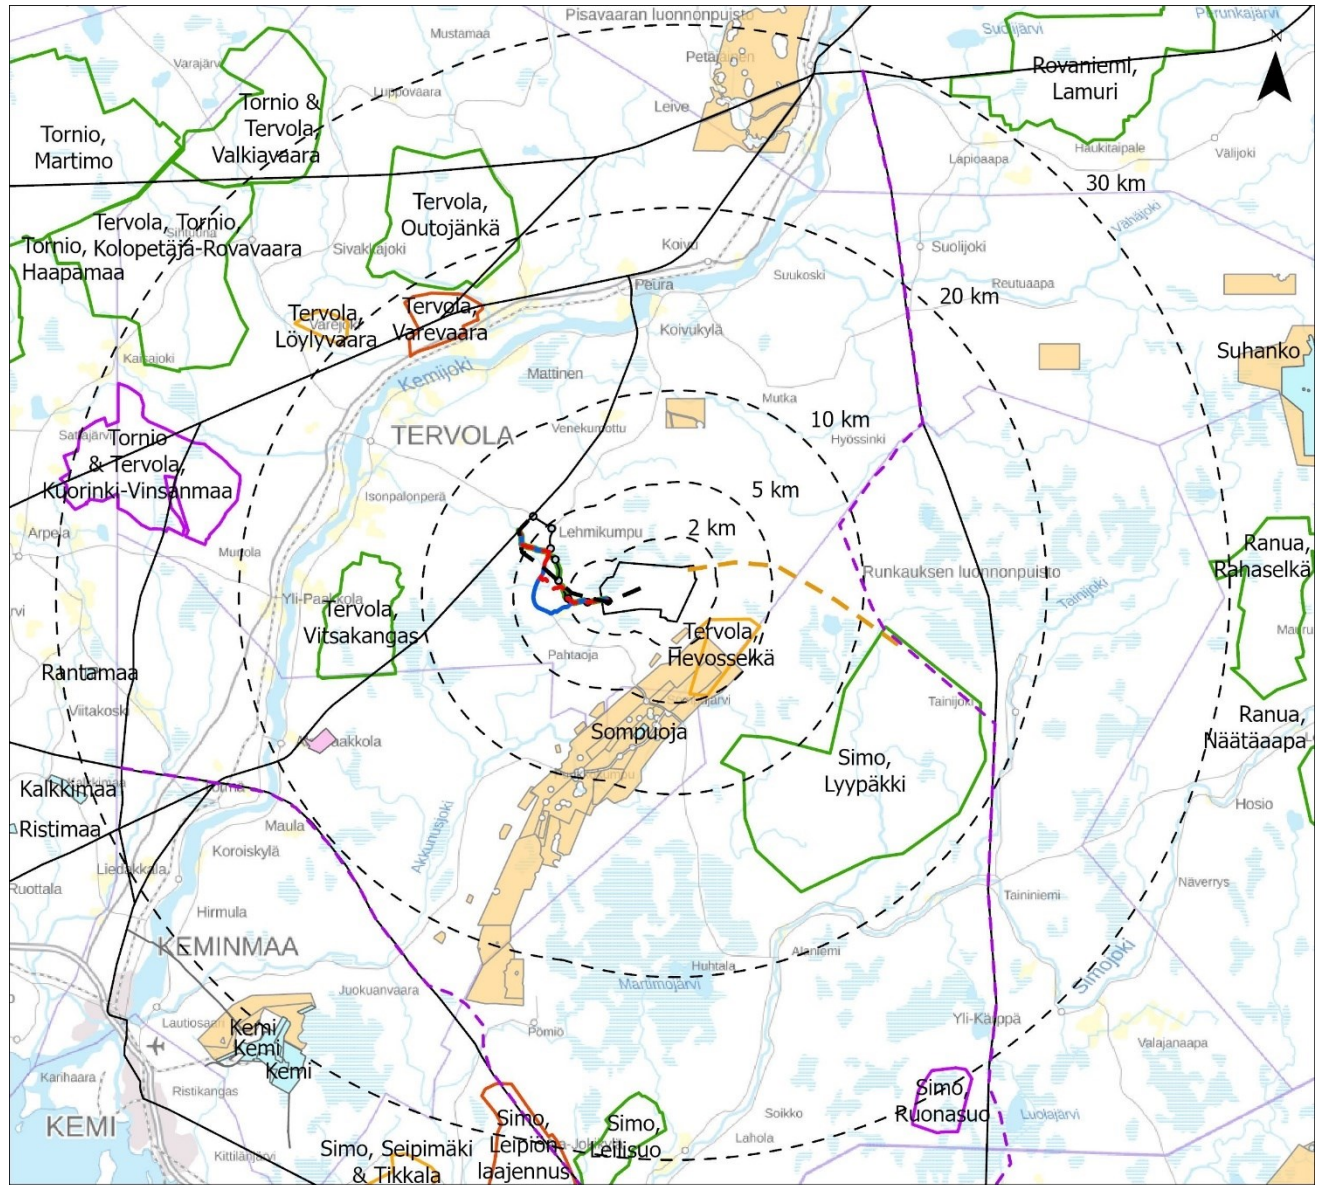 Pisavaaran luonnonpuisto
Perunkajärvi
Mustamaa
Suolijärvi
N
Varajärvi
Petäjäinen
Rovaniemi,
Lamuri
Luppovaara
Leive
Tornio &
Tervola,
Valkiavaara
Tornio,
Martimo
Haukitaipale
Välijoki
Lapioaapa
30 km
Tervola,
Outojänkä
Vähäjoki
Tervola, Tornio,
Kolopetäjä-Rovavaara
Tornio,
Haapamaa
Sivakkajoki
Koivu
Suolijoki
Suukoski
Reutuaapa
Peura
20 km
Tervola,
Löylyvaara
Tervola,
Varevaara
Koivukylä
Karsajoki
Kemijoki
Mattinen
Suhanko
Mutka
10 km
Venekumottu
Hyössinki
TERVOLA
Tornio
& Tervola,
Kuorinki-Vinsanmaa
Isonpalonperä
5 km
Arpela
Lehmikumpu
2 km
Ranua,
Rahaselkä
Runkauksen luonnonpuisto
Tainijoki
Yli-Paakkola
Tervola,
Vitsakangas
Tervola,
Hevosselkä
Pahtaoja
Rantamaa
Viitakoski
Tainijoki
Ranua,
Näätäaapa
Sompuoja
Simo,
Lyypäkki
Kalkkimaa
Hosio
Ristimaa
Maula
Koroiskylä
Akkunusjoki
Liedakkala
Ruottala
Näverrys
Taininiemi
Hirmula
KEMINMAA
Alaniemi
Huhtala
Simojoki
Martimojärvi
Juokuanvaara
Yli-Kärppä
Lautiosaari
Kemi
Kemi
Kemi
Pömiö
Valajanaapa
Karihaara
Ristikangas
Simo,
Ruonasuo
KEMI
Luolajärvi
Simo,
Leipiön
laajennus
Simo,
Leilisuo
Soikko
Lahola
Simo, Seipimäki
& Tikkala
Kittilänjärvi